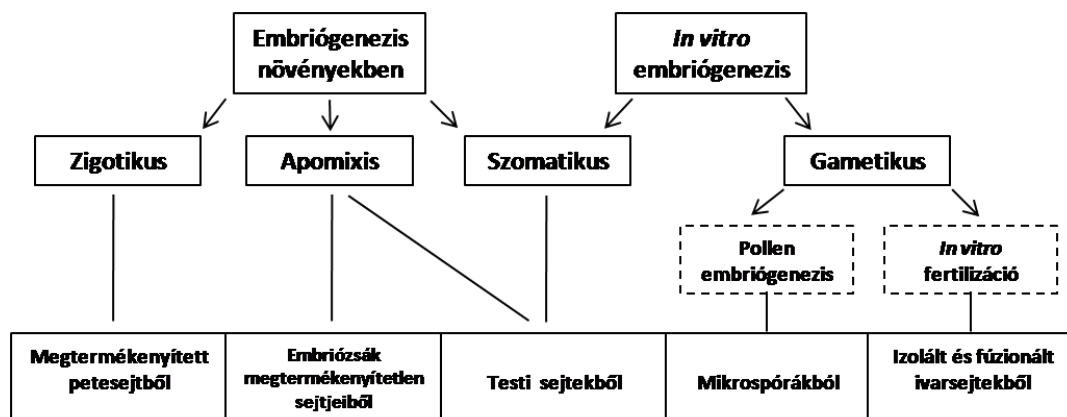 Embriógenezis
növényekben
In vitro
embriógenezis
Zigotikus
Apomixis
Szomatikus
Gametikus
Pollen
embriógenezis
In vitro
fertilizáció
Megtermékenyített
petesejtből
Embriózsák
megtermékenyítetlen
sejtjeiből
Testi sejtekből
Mikrospórákból
Izolált és fúzionált
ivarsejtekből